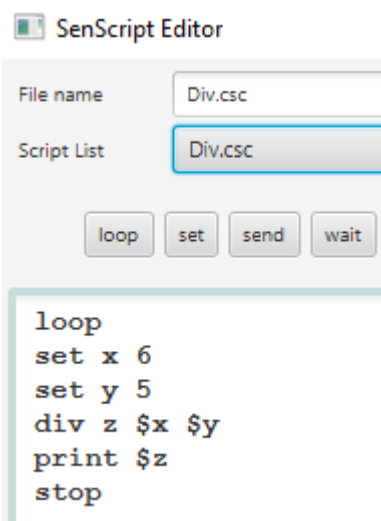 SenScript Editor
File name Div.csc
Script List Div.csc
loop set send wait
loop
set x 6
set y 5
div z $x $y
print $z
stop